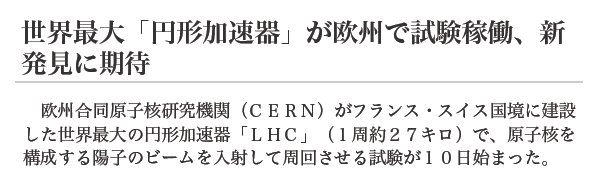 世界最大「円形加速器」が欧州で試験稼働、新
発見に期待
　欧州合同原子核研究機関（ＣＥＲＮ）がフランス・スイス国境に建設
した世界最大の円形加速器「ＬＨＣ」（１周約２７キロ）で、原子核を
構成する陽子のビームを入射して周回させる試験が１０日始まった。